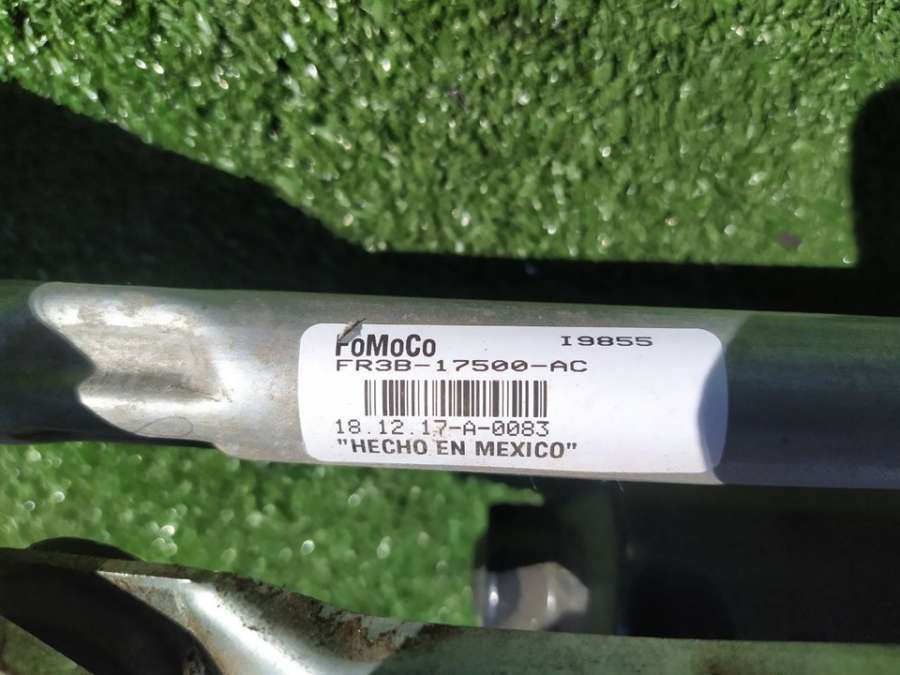 FoMoCo I9855
FR3B-17500-AC
18.12.17-A-0083
"HECHO EN MEXICO"